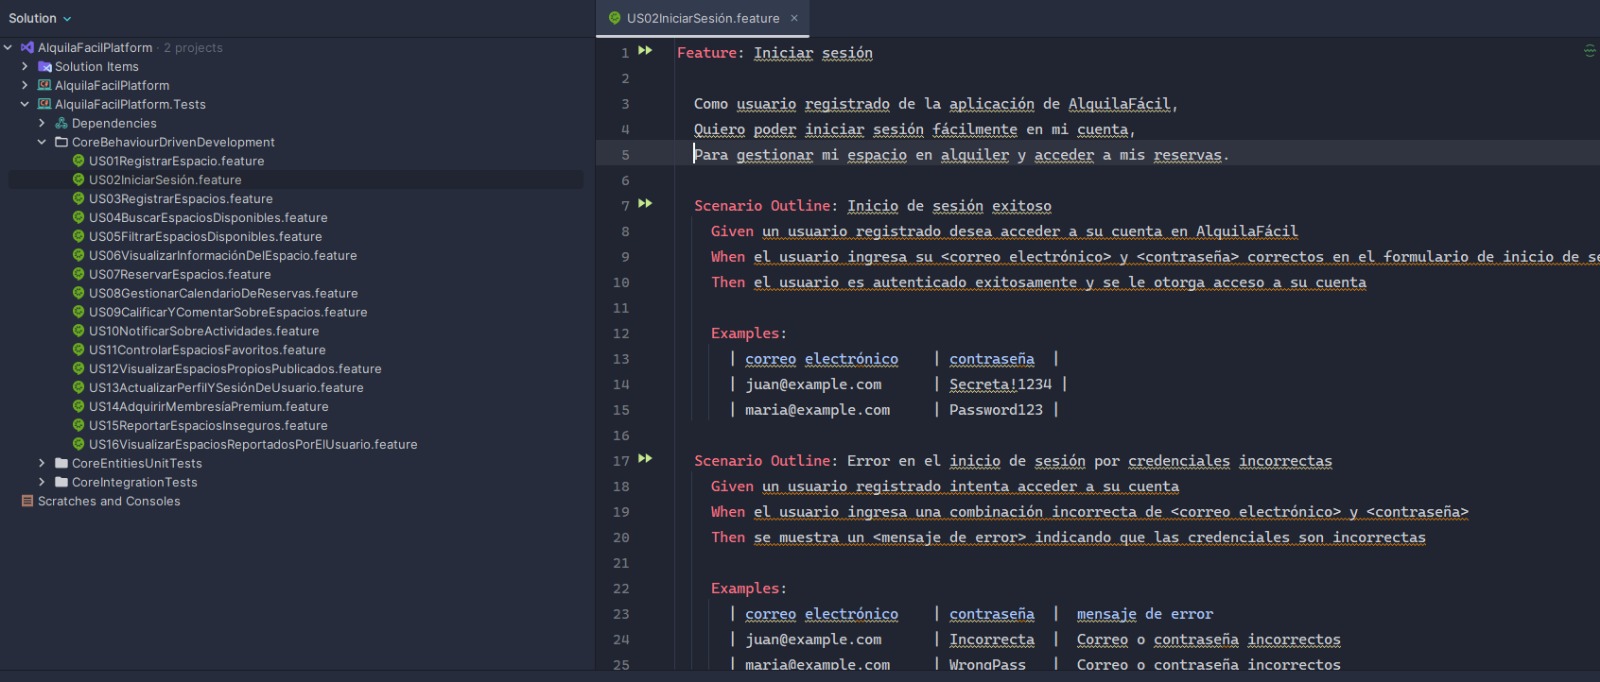 Solution
AlquilaFacilPlatform · 2 projects
Solution Items
AlquilaFacilPlatform
AlquilaFacilPlatform.Tests
Dependencies
CoreBehaviourDrivenDevelopment
US01RegistrarEspacio.feature
US02IniciarSesión.feature
US03RegistrarEspacios.feature
US04BuscarEspaciosDisponibles.feature
US05FiltrarEspaciosDisponibles.feature
US06VisualizarInformaciónDelEspacio.feature
US07ReservarEspacios.feature
US08GestionarCalendarioDeReservas.feature
US09CalificarYComentarSobreEspacios.feature
US10NotificarSobreActividades.feature
US11ControlarEspaciosFavoritos.feature
US12VisualizarEspaciosPropiosPublicados.feature
US13ActualizarPerfilYSesiónDeUsuario.feature
US14AdquirirMembresíaPremium.feature
US15ReportarEspaciosInseguros.feature
US16VisualizarEspaciosReportadosPorElUsuario.feature
CoreEntitiesUnitTests
CoreIntegrationTests
Scratches and Consoles
US02IniciarSesión.feature ×
1 Feature: Iniciar sesión
2
3 Como usuario registrado de la aplicación de AlquilaFácil,
4 Quiero poder iniciar sesión fácilmente en mi cuenta,
5 Para gestionar mi espacio en alquiler y acceder a mis reservas.
6
7 Scenario Outline: Inicio de sesión exitoso
8 Given un usuario registrado desea acceder a su cuenta en AlquilaFácil
9 When el usuario ingresa su <correo electrónico> y <contraseña> correctos en el formulario de inicio de se
10 Then el usuario es autenticado exitosamente y se le otorga acceso a su cuenta
11
12 Examples:
13 | correo electrónico | contraseña |
14 | juan@example.com | Secreta!1234 |
15 | maria@example.com | Password123 |
16
17 Scenario Outline: Error en el inicio de sesión por credenciales incorrectas
18 Given un usuario registrado intenta acceder a su cuenta
19 When el usuario ingresa una combinación incorrecta de <correo electrónico> y <contraseña>
20 Then se muestra un <mensaje de error> indicando que las credenciales son incorrectas
21
22 Examples:
23 | correo electrónico | contraseña | mensaje de error
24 | juan@example.com | Incorrecta | Correo o contraseña incorrectos
25 | maria@example.com | WrongPass | Correo o contraseña incorrectos